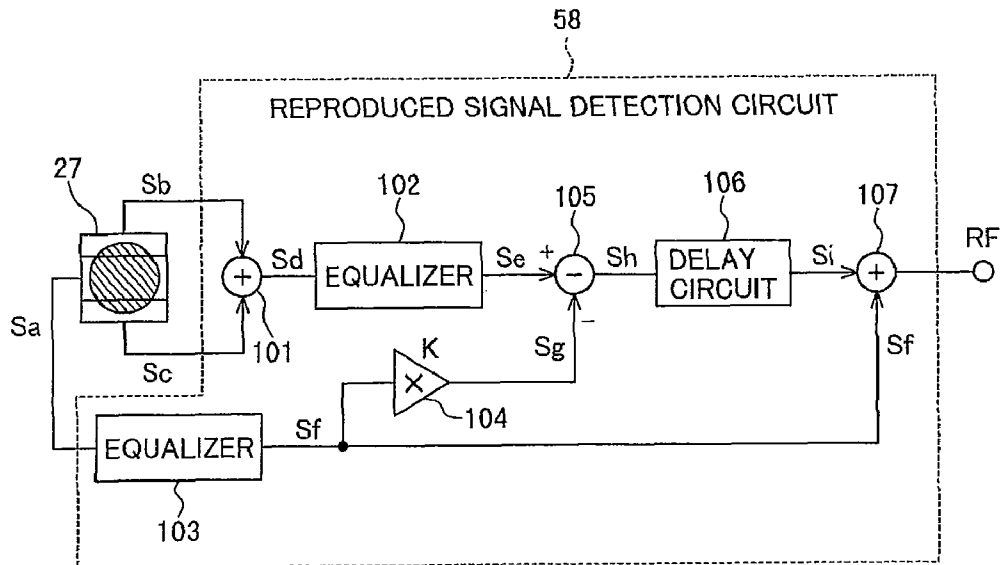 58
REPRODUCED SIGNAL DETECTION CIRCUIT
27
Sb
102
105
106
107
RF
+
Sd
EQUALIZER
Se
+
−
Sh
DELAY
CIRCUIT
Si
+
Sa
Sc
101
K
×
104
Sg
−
Sf
EQUALIZER
Sf
103